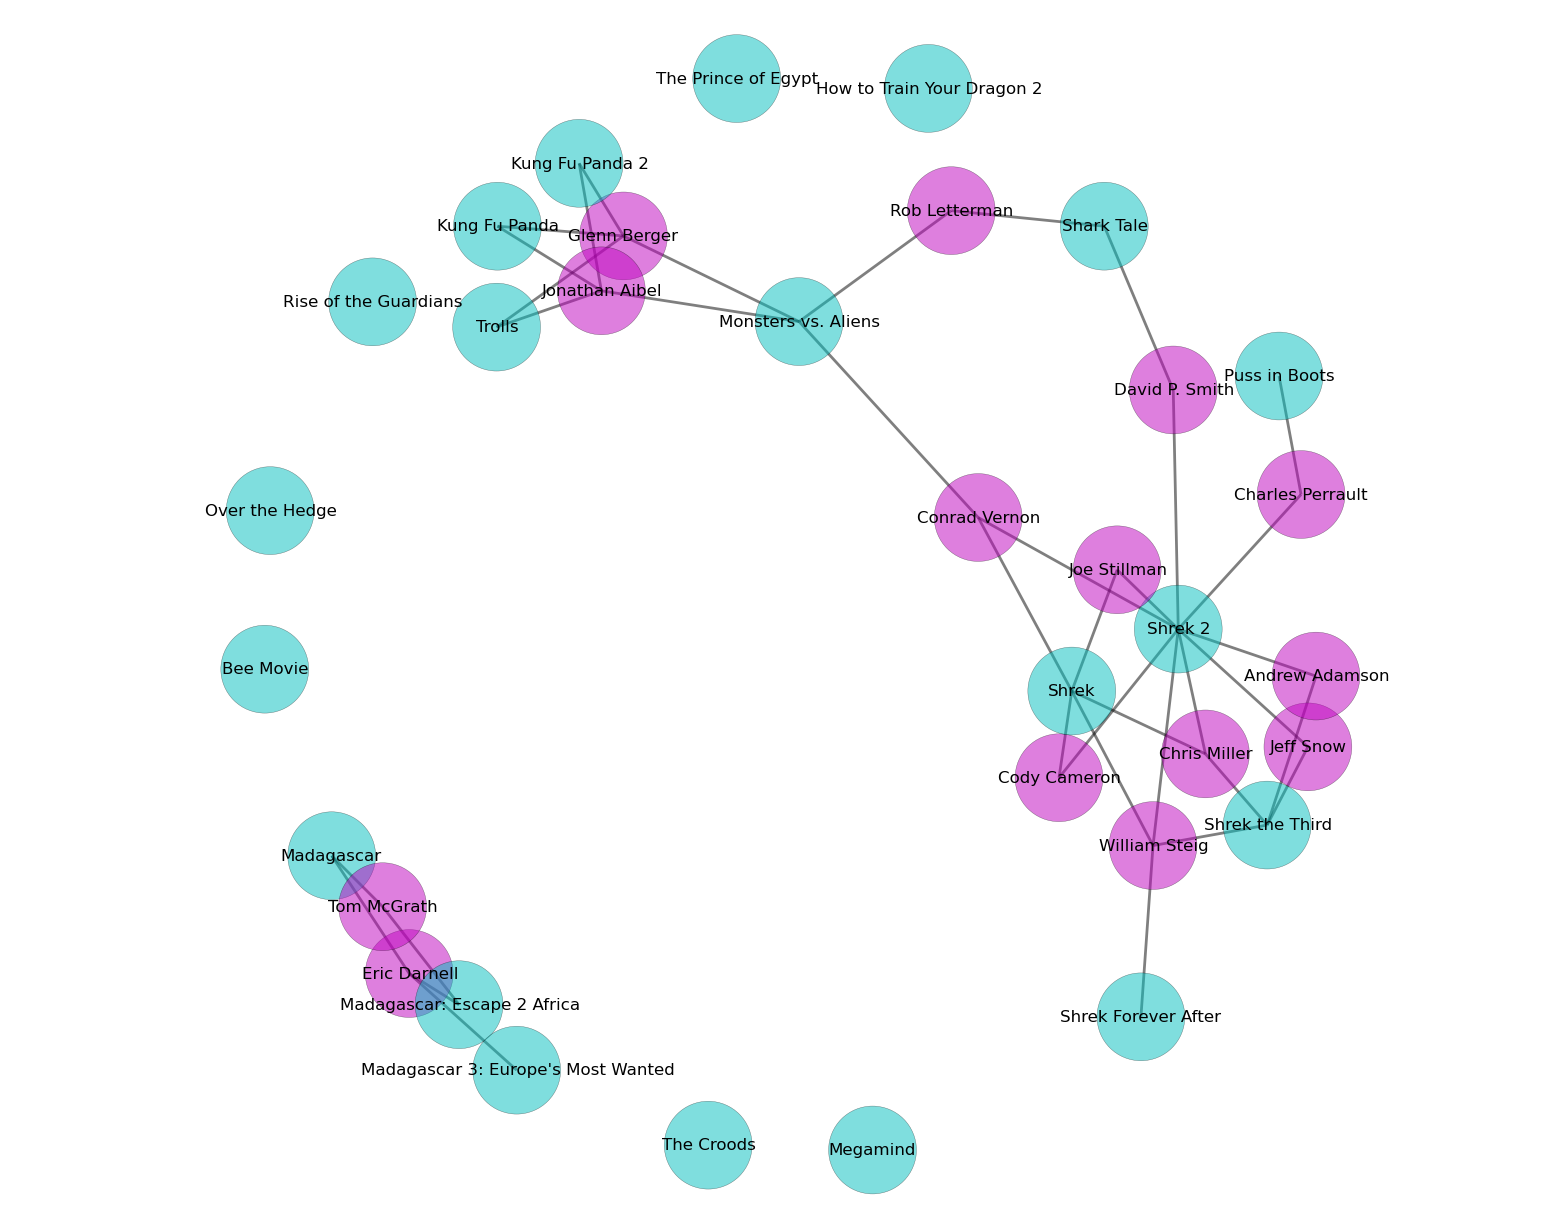 The Prince of Egypt
How to Train Your Dragon 2
Kung Fu Panda 2
Rob Letterman
Kung Fu Panda
Shark Tale
Glenn Berger
Jonathan Aibel
Rise of the Guardians
Monsters vs. Aliens
Trolls
Puss in Boots
David P. Smith
Charles Perrault
Over the Hedge
Conrad Vernon
Joe Stillman
Shrek 2
Bee Movie
Andrew Adamson
Shrek
Jeff Snow
Chris Miller
Cody Cameron
Shrek the Third
William Steig
Madagascar
Tom McGrath
Eric Darnell
Madagascar: Escape 2 Africa
Shrek Forever After
Madagascar 3: Europe's Most Wanted
The Croods
Megamind